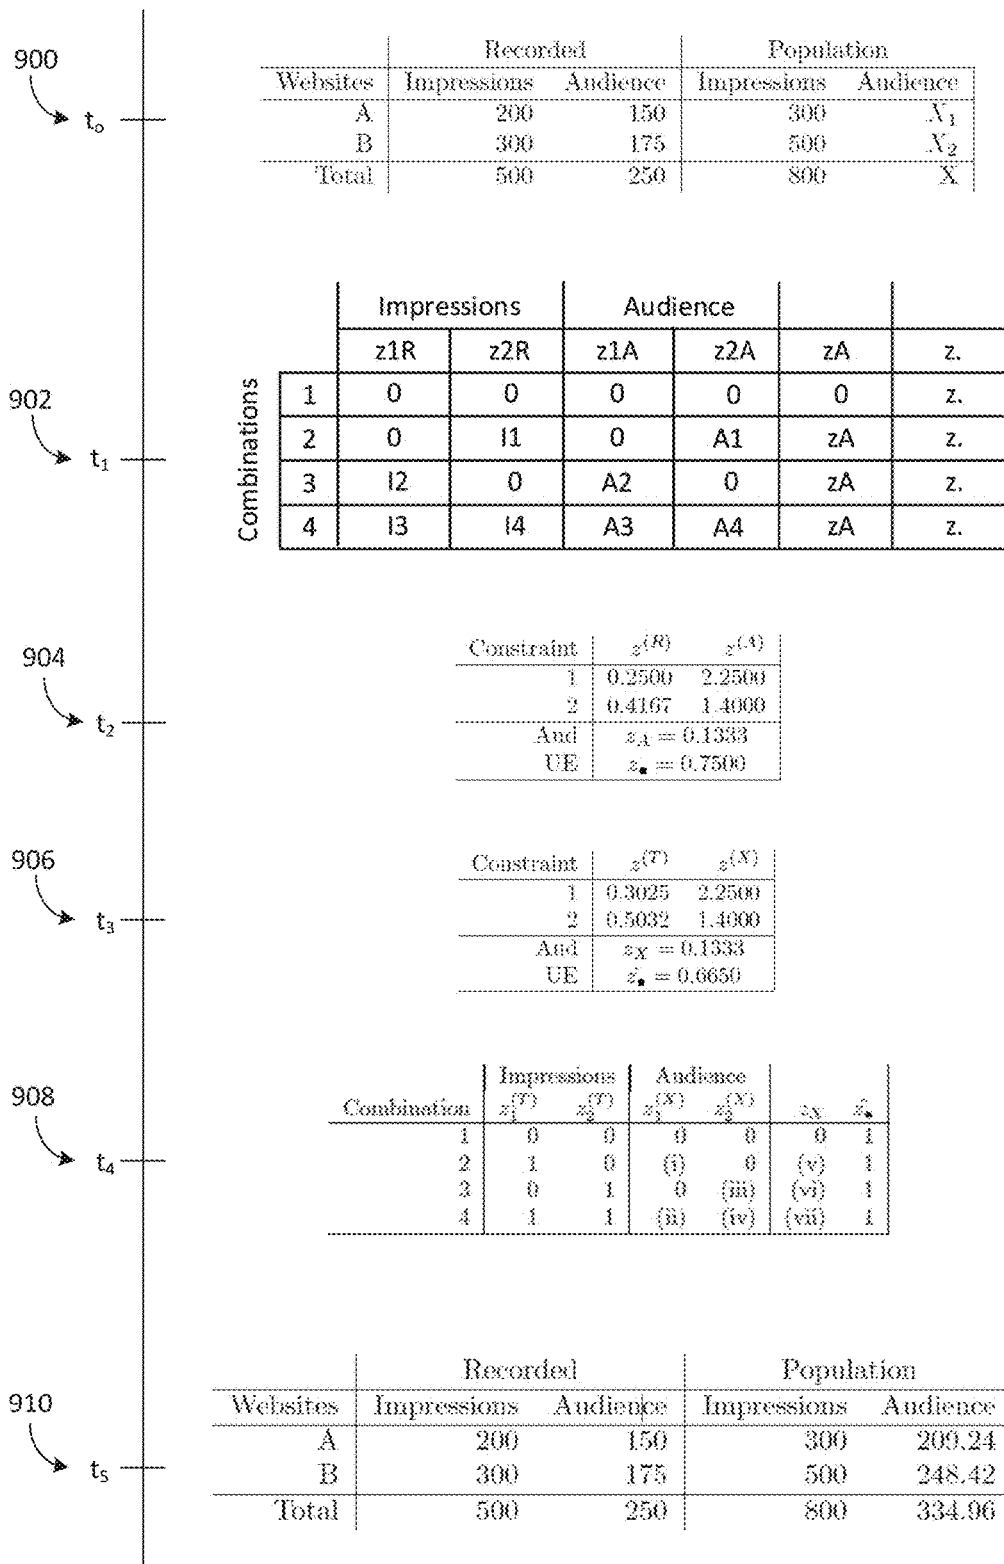 900
t₀
Recorded Population
Websites Impressions Audience Impressions Audience
A 200 150 300 X₁
B 300 175 500 X₂
Total 500 250 800 X
902
t₁
Combinations
Impressions Audience
z1R z2R z1A z2A zA z.
1 0 0 0 0 0 z.
2 0 I1 0 A1 zA z.
3 I2 0 A2 0 zA z.
4 I3 I4 A3 A4 zA z.
904
t₂
Constraint z^(R) z^(A)
1 0.2500 2.2500
2 0.4167 1.4000
Aud z_A = 0.1333
UE z_• = 0.7500
906
t₃
Constraint z^(T) z^(X)
1 0.3025 2.2500
2 0.5032 1.4000
Aud z_X = 0.1333
UE z_• = 0.6650
908
t₄
Impressions Audience
Combination z₁^(T) z₂^(T) z₁^(X) z₂^(X) z_X z_•
1 0 0 0 0 0 1
2 1 0 (i) 0 (v) 1
3 0 1 0 (iii) (vi) 1
4 1 1 (ii) (iv) (vii) 1
910
t₅
Recorded Population
Websites Impressions Audience Impressions Audience
A 200 150 300 209.24
B 300 175 500 248.42
Total 500 250 800 334.96